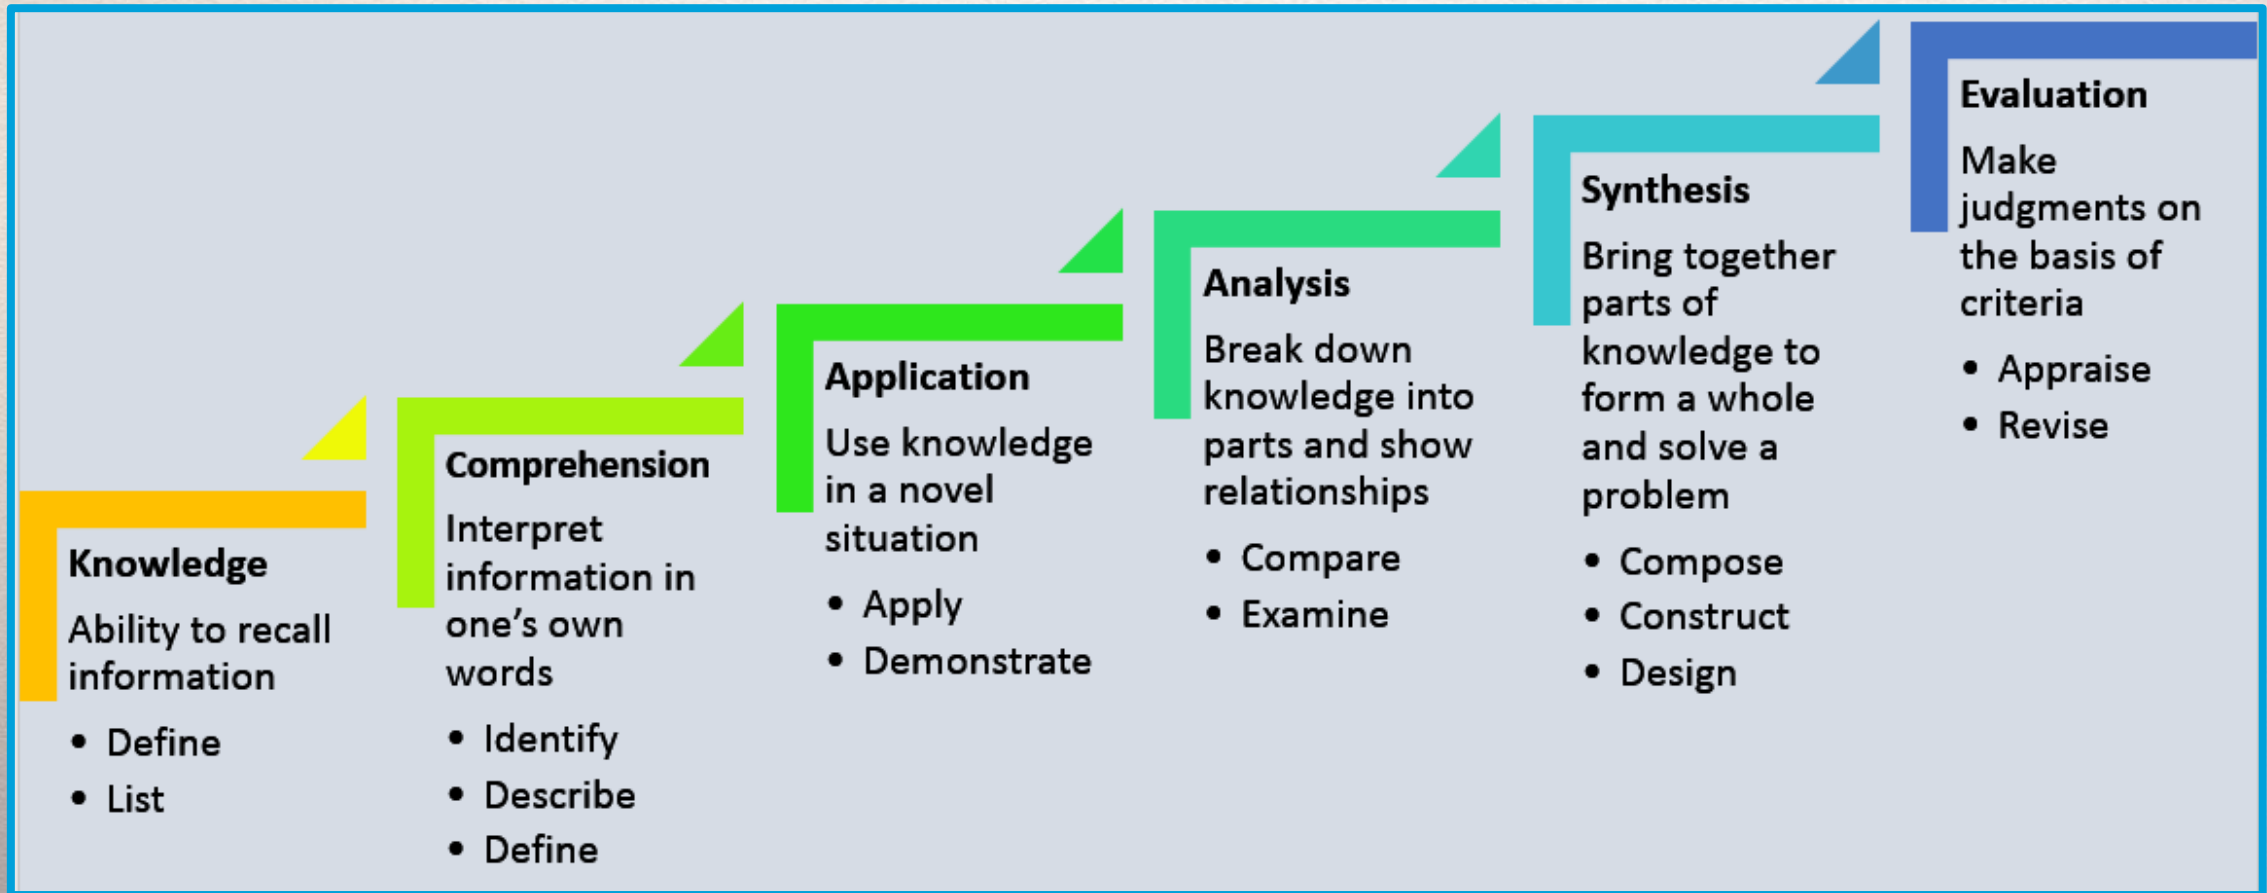 Knowledge
Ability to recall
information
• Define
• List
Comprehension
Interpret
information in
one's own
words
• Identify
• Describe
• Define
Application
Use knowledge
in a novel
situation
• Apply
• Demonstrate
Analysis
Break down
knowledge into
parts and show
relationships
• Compare
• Examine
Synthesis
Bring together
parts of
knowledge to
form a whole
and solve a
problem
• Compose
• Construct
• Design
Evaluation
Make
judgments on
the basis of
criteria
• Appraise
• Revise